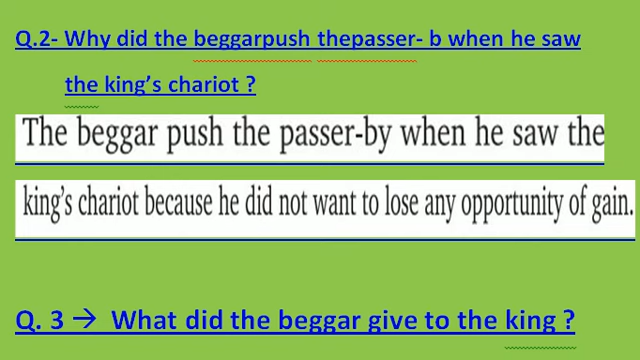 Q.2- Why did the beggarpush thepasser- b when he saw
the king's chariot ?
The beggar push the passer-by when he saw the
king's chariot because he did not want to lose any opportunity of gain.
Q. 3 → What did the beggar give to the king ?